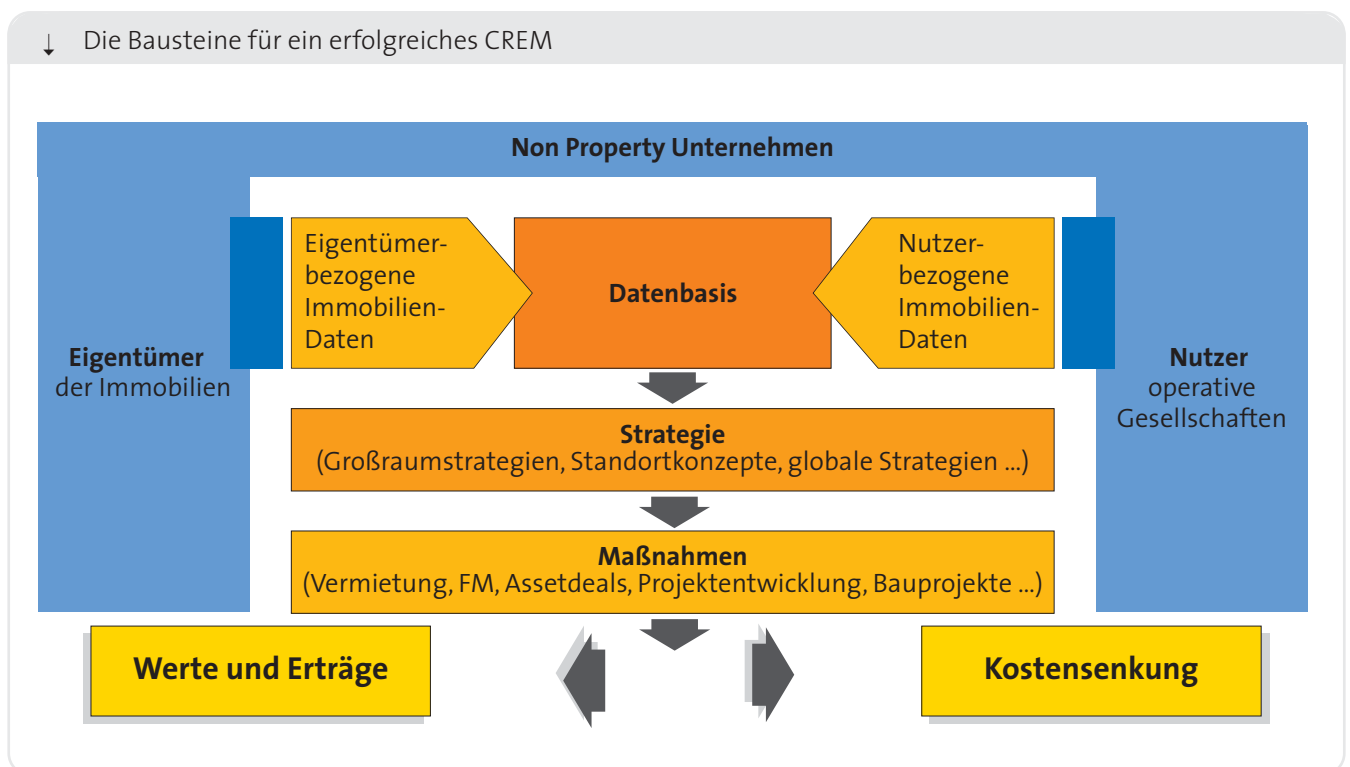 ↓ Die Bausteine für ein erfolgreiches CREM
Non Property Unternehmen
Eigentümer
der Immobilien
Eigentümer-
bezogene
Immobilien-
Daten
Datenbasis
Nutzer-
bezogene
Immobilien-
Daten
Nutzer
operative
Gesellschaften
Strategie
(Großraumstrategien, Standortkonzepte, globale Strategien ...)
Maßnahmen
(Vermietung, FM, Assetdeals, Projektentwicklung, Bauprojekte ...)
Werte und Erträge
Kostensenkung